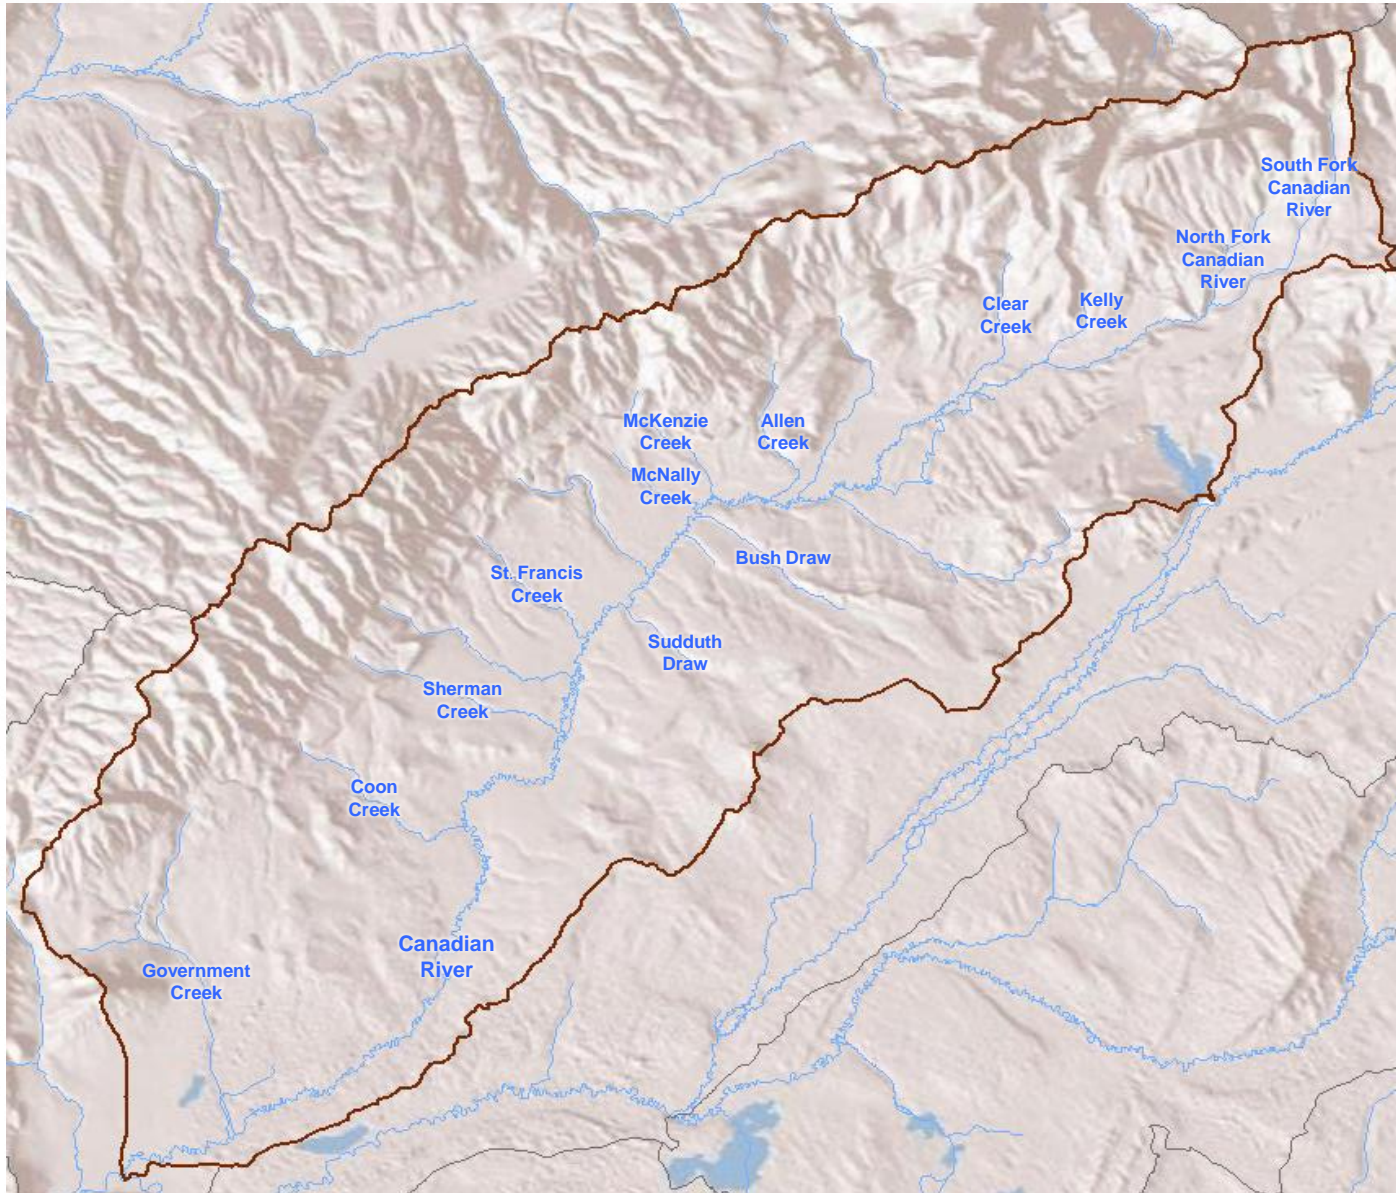 South Fork
Canadian
River
North Fork
Canadian
River
Clear
Creek
Kelly
Creek
McKenzie
Creek
Allen
Creek
McNally
Creek
Bush Draw
St. Francis
Creek
Sudduth
Draw
Sherman
Creek
Coon
Creek
Canadian
River
Government
Creek